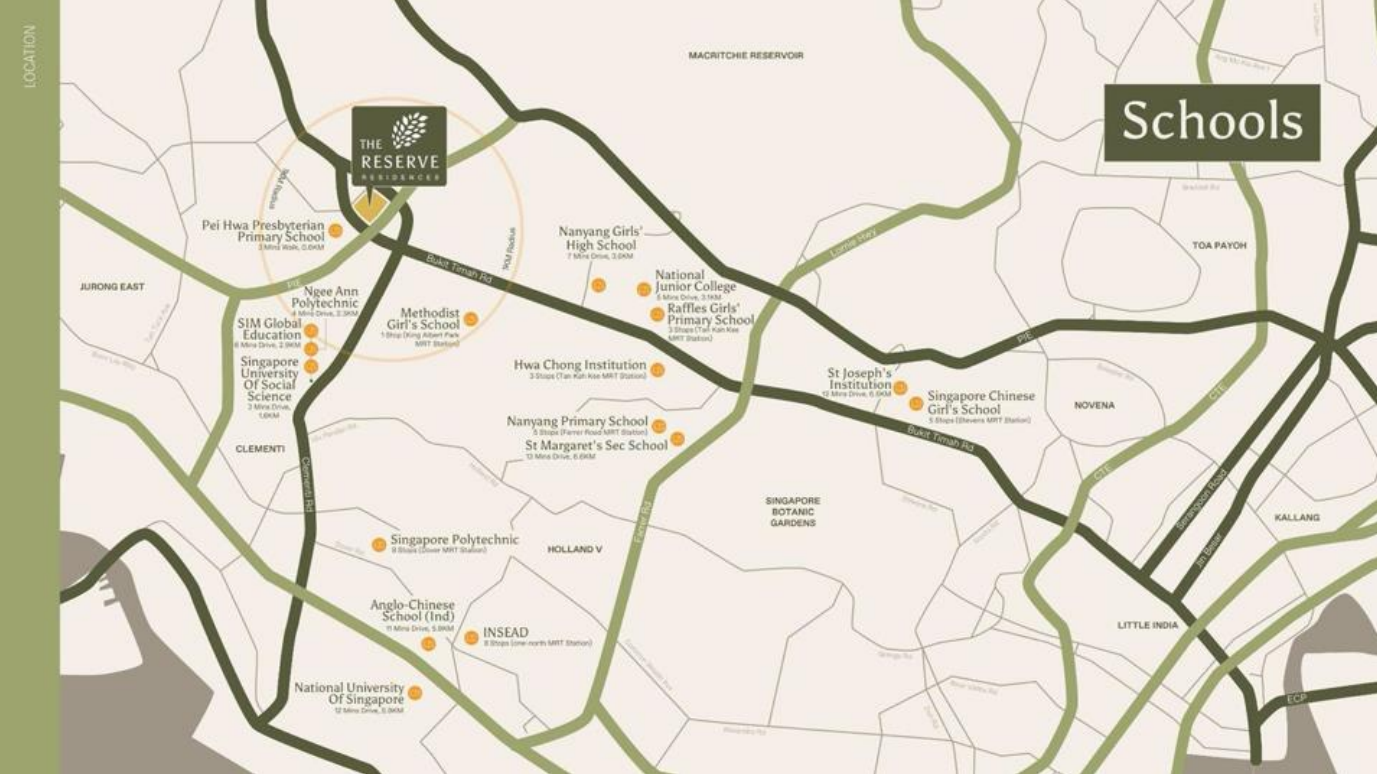 LOCATION
Schools
MACRITCHIE RESERVOIR
THE
RESERVE
RESIDENCES
Pei Hwa Presbyterian
Primary School
Nanyang Girls'
High School
7 Mins Drive, 3.6KM
National
Junior College
5 Mins Drive, 3.1KM
Raffles Girls'
Primary School
3 Stops (Tan Kah Kee
MRT Station)
Lornie Hwy
TOA PAYOH
JURONG EAST
PIE
Bukit Timah Rd
1KM Radius
Ngee Ann
Polytechnic
4 Mins Drive, 2.3KM
SIM Global
Education
6 Mins Drive, 2.9KM
Singapore
University
Of Social
Science
3 Mins Drive,
1.8KM
Methodist
Girl's School
1 Stop (King Albert Park
MRT Station)
Hwa Chong Institution
3 Stops (Tan Kah Kee MRT Station)
PIE
St Joseph's
Institution
12 Mins Drive, 6.6KM
Singapore Chinese
Girl's School
5 Stops (Stevens MRT Station)
NOVENA
CTE
Nanyang Primary School
5 Stops (Farrer Road MRT Station)
St Margaret's Sec School
13 Mins Drive, 6.6KM
Bukit Timah Rd
CLEMENTI
Clementi Rd
CTE
Farrer Rd
SINGAPORE
BOTANIC
GARDENS
Serangoon Road
KALLANG
Jln Besar
Singapore Polytechnic
8 Stops (Dover MRT Station)
HOLLAND V
Anglo-Chinese
School (Ind)
11 Mins Drive, 5.8KM
INSEAD
8 Stops (one-north MRT Station)
LITTLE INDIA
National University
Of Singapore
12 Mins Drive, 5.9KM
ECP